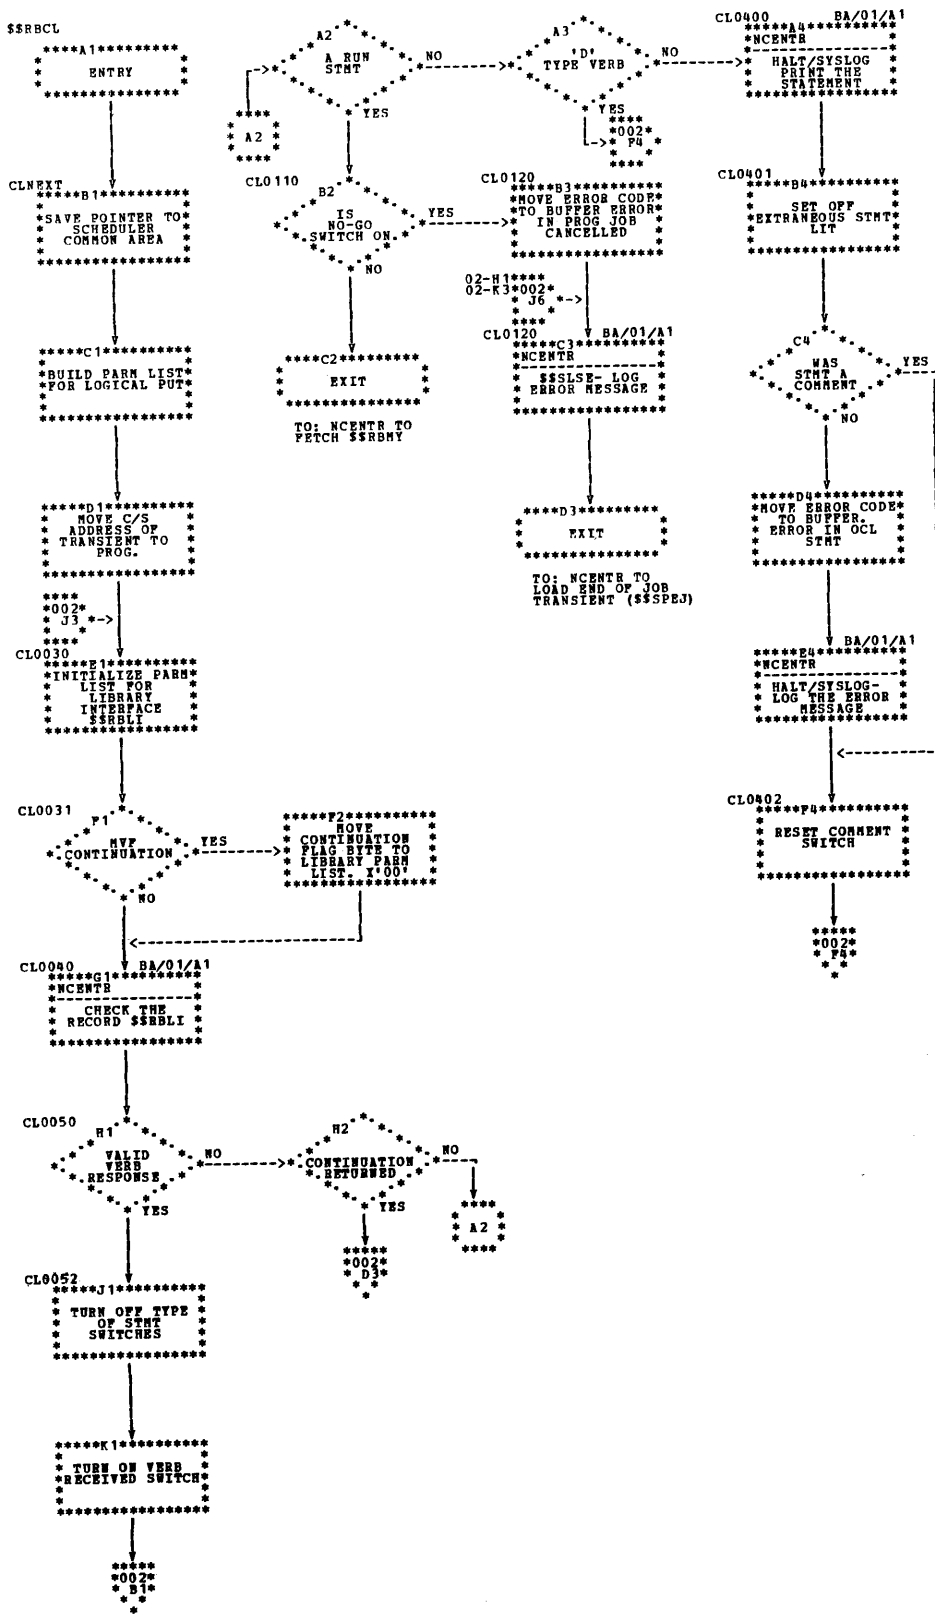 $$RBCL
A1
ENTRY
CLNEXT
B1
SAVE POINTER TO
SCHEDULER
COMMON AREA
C1
BUILD PARM LIST
FOR LOGICAL PUT
D1
MOVE C/S
ADDRESS OF
TRANSIENT TO
PROG.
002
J3
->
CL0030
E1
INITIALIZE PARM
LIST FOR
LIBRARY
INTERFACE
$$RBLI
CL0031
F1
MVF
CONTINUATION
YES
NO
F2
MOVE
CONTINUATION
FLAG BYTE TO
LIBRARY PARM
LIST. X'00'
CL0040
BA/01/A1
G1
NCENTR
CHECK THE
RECORD $$RBLI
CL0050
H1
VALID
VERB
RESPONSE
NO
YES
H2
CONTINUATION
RETURNED
NO
YES
A2
002
D3
CL0052
J1
TURN OFF TYPE
OF STMT
SWITCHES
K1
TURN ON VERB
RECEIVED SWITCH
002
B1
A2
A RUN
STMT
NO
YES
A2
CL0110
B2
IS
NO-GO
SWITCH ON
YES
NO
C2
EXIT
TO: NCENTR TO
FETCH $$RBMY
A3
'D'
TYPE VERB
NO
YES
002
F4
CL0120
B3
MOVE ERROR CODE
TO BUFFER ERROR
IN PROG JOB
CANCELLED
02-H1
02-K3
002
J6
->
CL0120
BA/01/A1
C3
NCENTR
$$SLSE- LOG
ERROR MESSAGE
D3
EXIT
TO: NCENTR TO
LOAD END OF JOB
TRANSIENT ($$SPEJ)
CL0400
BA/01/A1
A4
NCENTR
HALT/SYSLOG
PRINT THE
STATEMENT
CL0401
B4
SET OFF
EXTRANEOUS STMT
LIT
C4
WAS
STMT A
COMMENT
YES
NO
D4
MOVE ERROR CODE
TO BUFFER.
ERROR IN OCL
STMT
BA/01/A1
E4
NCENTR
HALT/SYSLOG-
LOG THE ERROR
MESSAGE
CL0402
F4
RESET COMMENT
SWITCH
002
F4